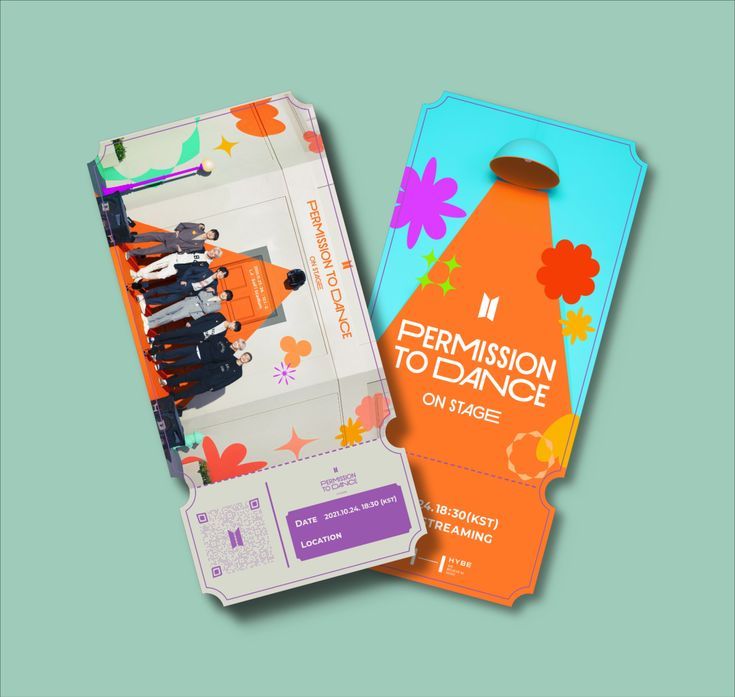 PERMISSION TO DANCE
ON STAGE
PERMISSION
TO DANCE
DATE 2021.10.24. 18:30 (KST)
LOCATION
PERMISSION
TO DANCE
ON STAGE
24. 18:30(KST)
STREAMING
HYBE